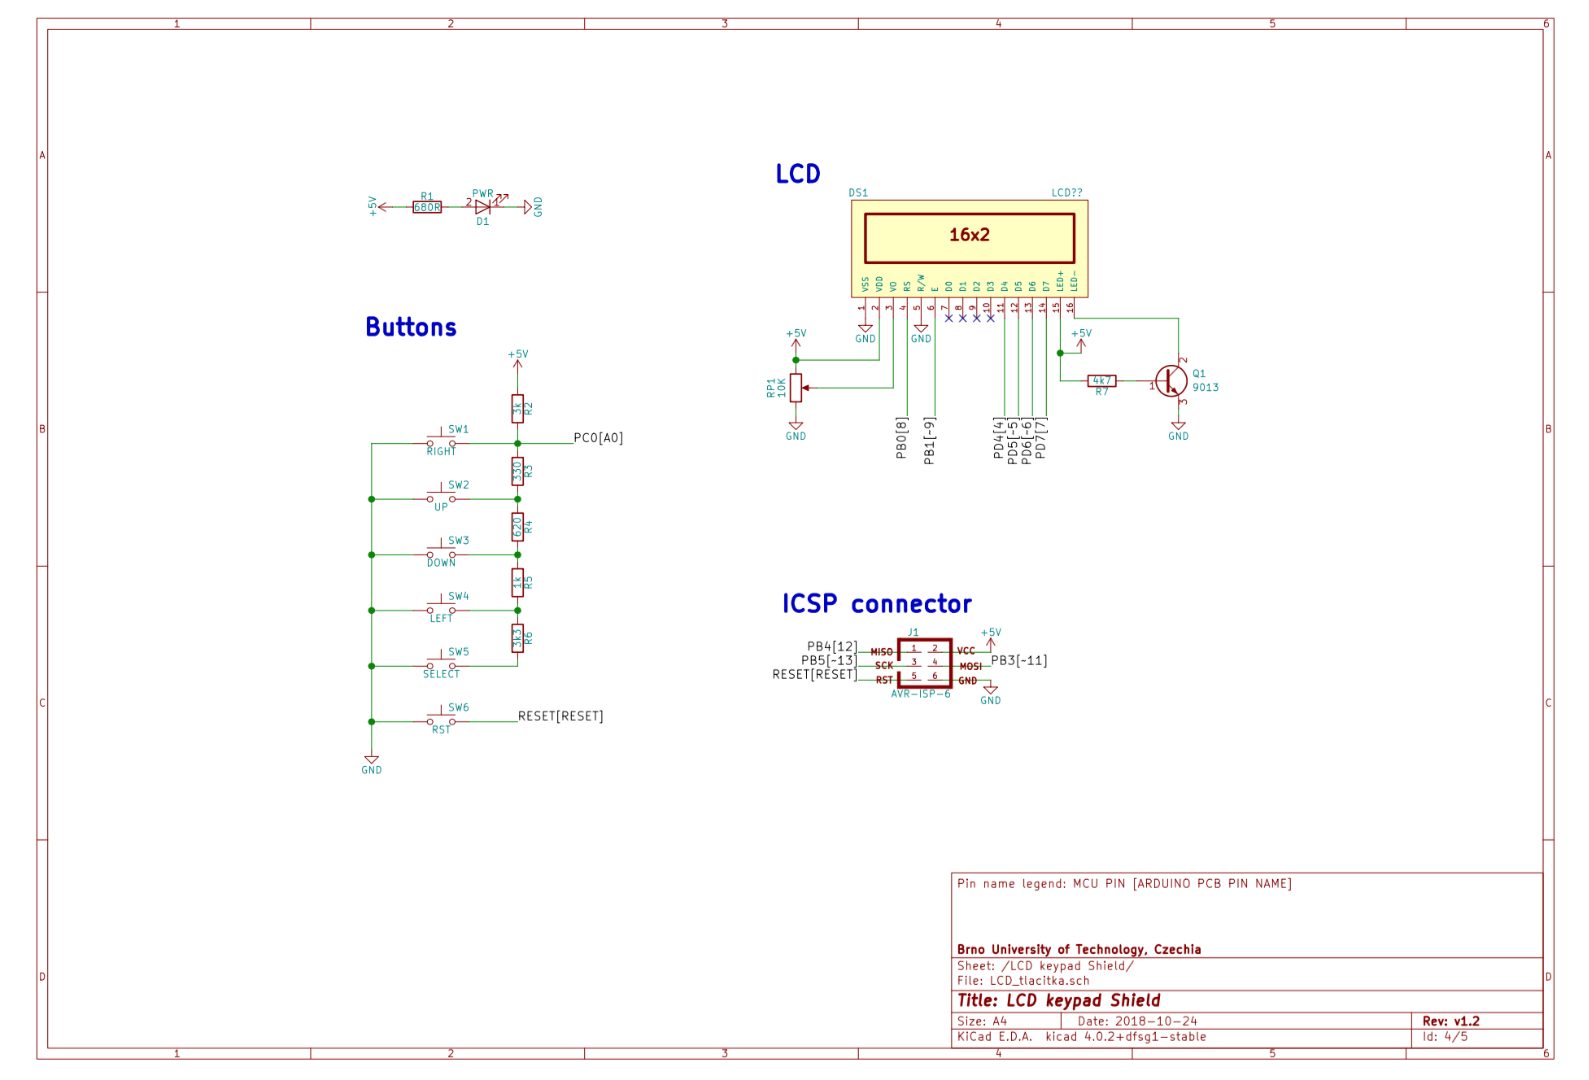 1 2 3 4 5 6
A A
B B
C C
D D
+5V R1 680R 2 PWR 1 D1 GND
LCD
DS1 LCD??
16x2
VSS VDD VO RS R/W E D0 D1 D2 D3 D4 D5 D6 D7 LED+ LED-
1 2 3 4 5 6 7 8 9 10 11 12 13 14 15 16
GND GND
+5V
RP1 10K
GND
PB0[8] PB1[~9] PD4[4] PD5[~5] PD6[~6] PD7[7]
+5V
4k7
R7
1 2 3
Q1
9013
GND
Buttons
+5V
3k R2
SW1
RIGHT
PC0[A0]
330 R3
SW2
UP
620 R4
SW3
DOWN
1k R5
SW4
LEFT
3k3 R6
SW5
SELECT
SW6
RST
RESET[RESET]
GND
ICSP connector
J1 +5V
PB4[12] MISO 1 2 VCC
PB5[~13] SCK 3 4 MOSI PB3[~11]
RESET[RESET] RST 5 6 GND
AVR-ISP-6 GND
Pin name legend: MCU PIN [ARDUINO PCB PIN NAME]
Brno University of Technology, Czechia
Sheet: /LCD keypad Shield/
File: LCD_tlacitka.sch
Title: LCD keypad Shield
Size: A4 Date: 2018-10-24 Rev: v1.2
KiCad E.D.A. kicad 4.0.2+dfsg1-stable Id: 4/5
1 2 3 4 5 6